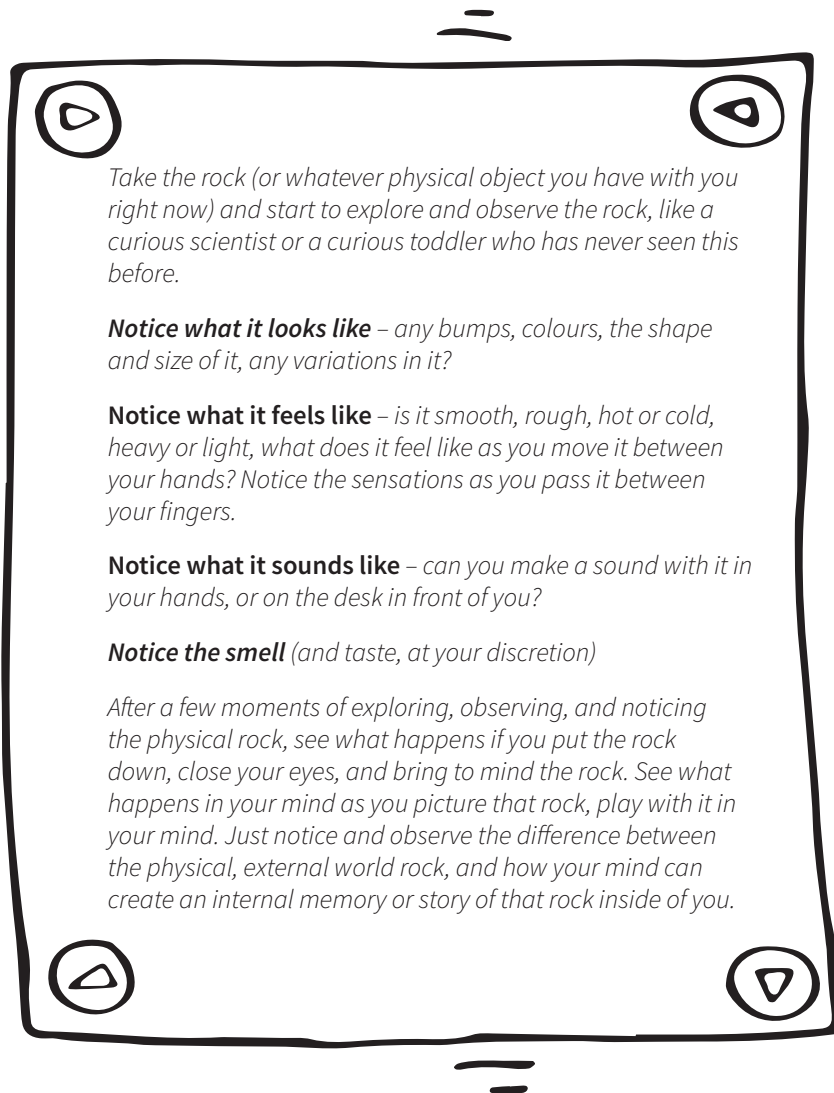 Take the rock (or whatever physical object you have with you
right now) and start to explore and observe the rock, like a
curious scientist or a curious toddler who has never seen this
before.
Notice what it looks like – any bumps, colours, the shape
and size of it, any variations in it?
Notice what it feels like – is it smooth, rough, hot or cold,
heavy or light, what does it feel like as you move it between
your hands? Notice the sensations as you pass it between
your fingers.
Notice what it sounds like – can you make a sound with it in
your hands, or on the desk in front of you?
Notice the smell (and taste, at your discretion)
After a few moments of exploring, observing, and noticing
the physical rock, see what happens if you put the rock
down, close your eyes, and bring to mind the rock. See what
happens in your mind as you picture that rock, play with it in
your mind. Just notice and observe the difference between
the physical, external world rock, and how your mind can
create an internal memory or story of that rock inside of you.